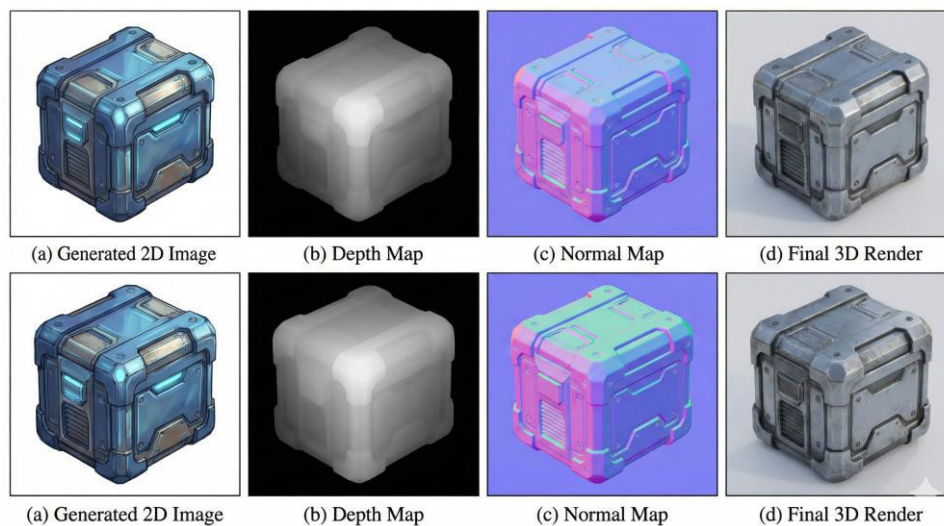 (a) Generated 2D Image (b) Depth Map (c) Normal Map (d) Final 3D Render
(a) Generated 2D Image (b) Depth Map (c) Normal Map (d) Final 3D Render